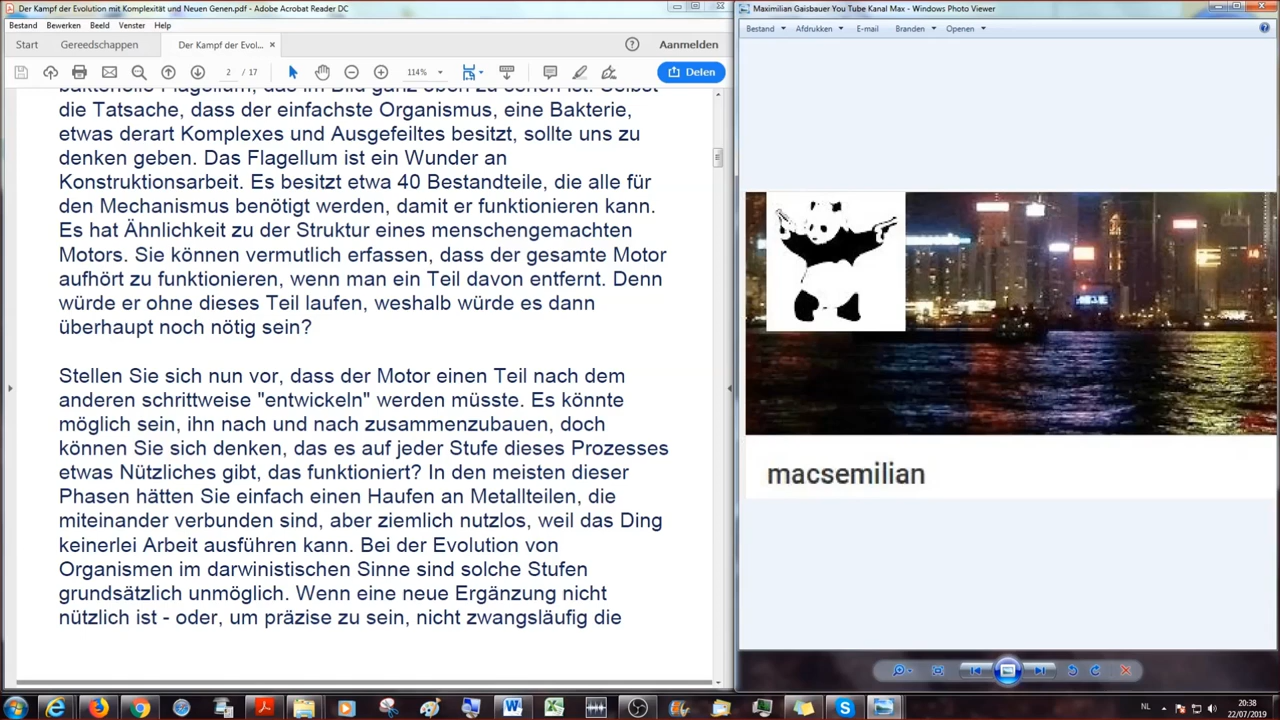 Der Kampf der Evolution mit Komplexität und Neuen Genen.pdf - Adobe Acrobat Reader DC
Bestand Bewerken Beeld Venster Help
Start Gereedschappen Der Kampf der Evol... × Aanmelden
2 / 17 114% Delen
bakterielle Flagellum, das im Bild ganz oben zu sehen ist. Selbst
die Tatsache, dass der einfachste Organismus, eine Bakterie,
etwas derart Komplexes und Ausgefeiltes besitzt, sollte uns zu
denken geben. Das Flagellum ist ein Wunder an
Konstruktionsarbeit. Es besitzt etwa 40 Bestandteile, die alle für
den Mechanismus benötigt werden, damit er funktionieren kann.
Es hat Ähnlichkeit zu der Struktur eines menschengemachten
Motors. Sie können vermutlich erfassen, dass der gesamte Motor
aufhört zu funktionieren, wenn man ein Teil davon entfernt. Denn
würde er ohne dieses Teil laufen, weshalb würde es dann
überhaupt noch nötig sein?
Stellen Sie sich nun vor, dass der Motor einen Teil nach dem
anderen schrittweise "entwickeln" werden müsste. Es könnte
möglich sein, ihn nach und nach zusammenzubauen, doch
können Sie sich denken, das es auf jeder Stufe dieses Prozesses
etwas Nützliches gibt, das funktioniert? In den meisten dieser
Phasen hätten Sie einfach einen Haufen an Metallteilen, die
miteinander verbunden sind, aber ziemlich nutzlos, weil das Ding
keinerlei Arbeit ausführen kann. Bei der Evolution von
Organismen im darwinistischen Sinne sind solche Stufen
grundsätzlich unmöglich. Wenn eine neue Ergänzung nicht
nützlich ist - oder, um präzise zu sein, nicht zwangsläufig die
Maximilian Gaisbauer You Tube Kanal Max - Windows Photo Viewer
Bestand Afdrukken E-mail Branden Openen
macsemilian
NL 20:38
22/07/2019